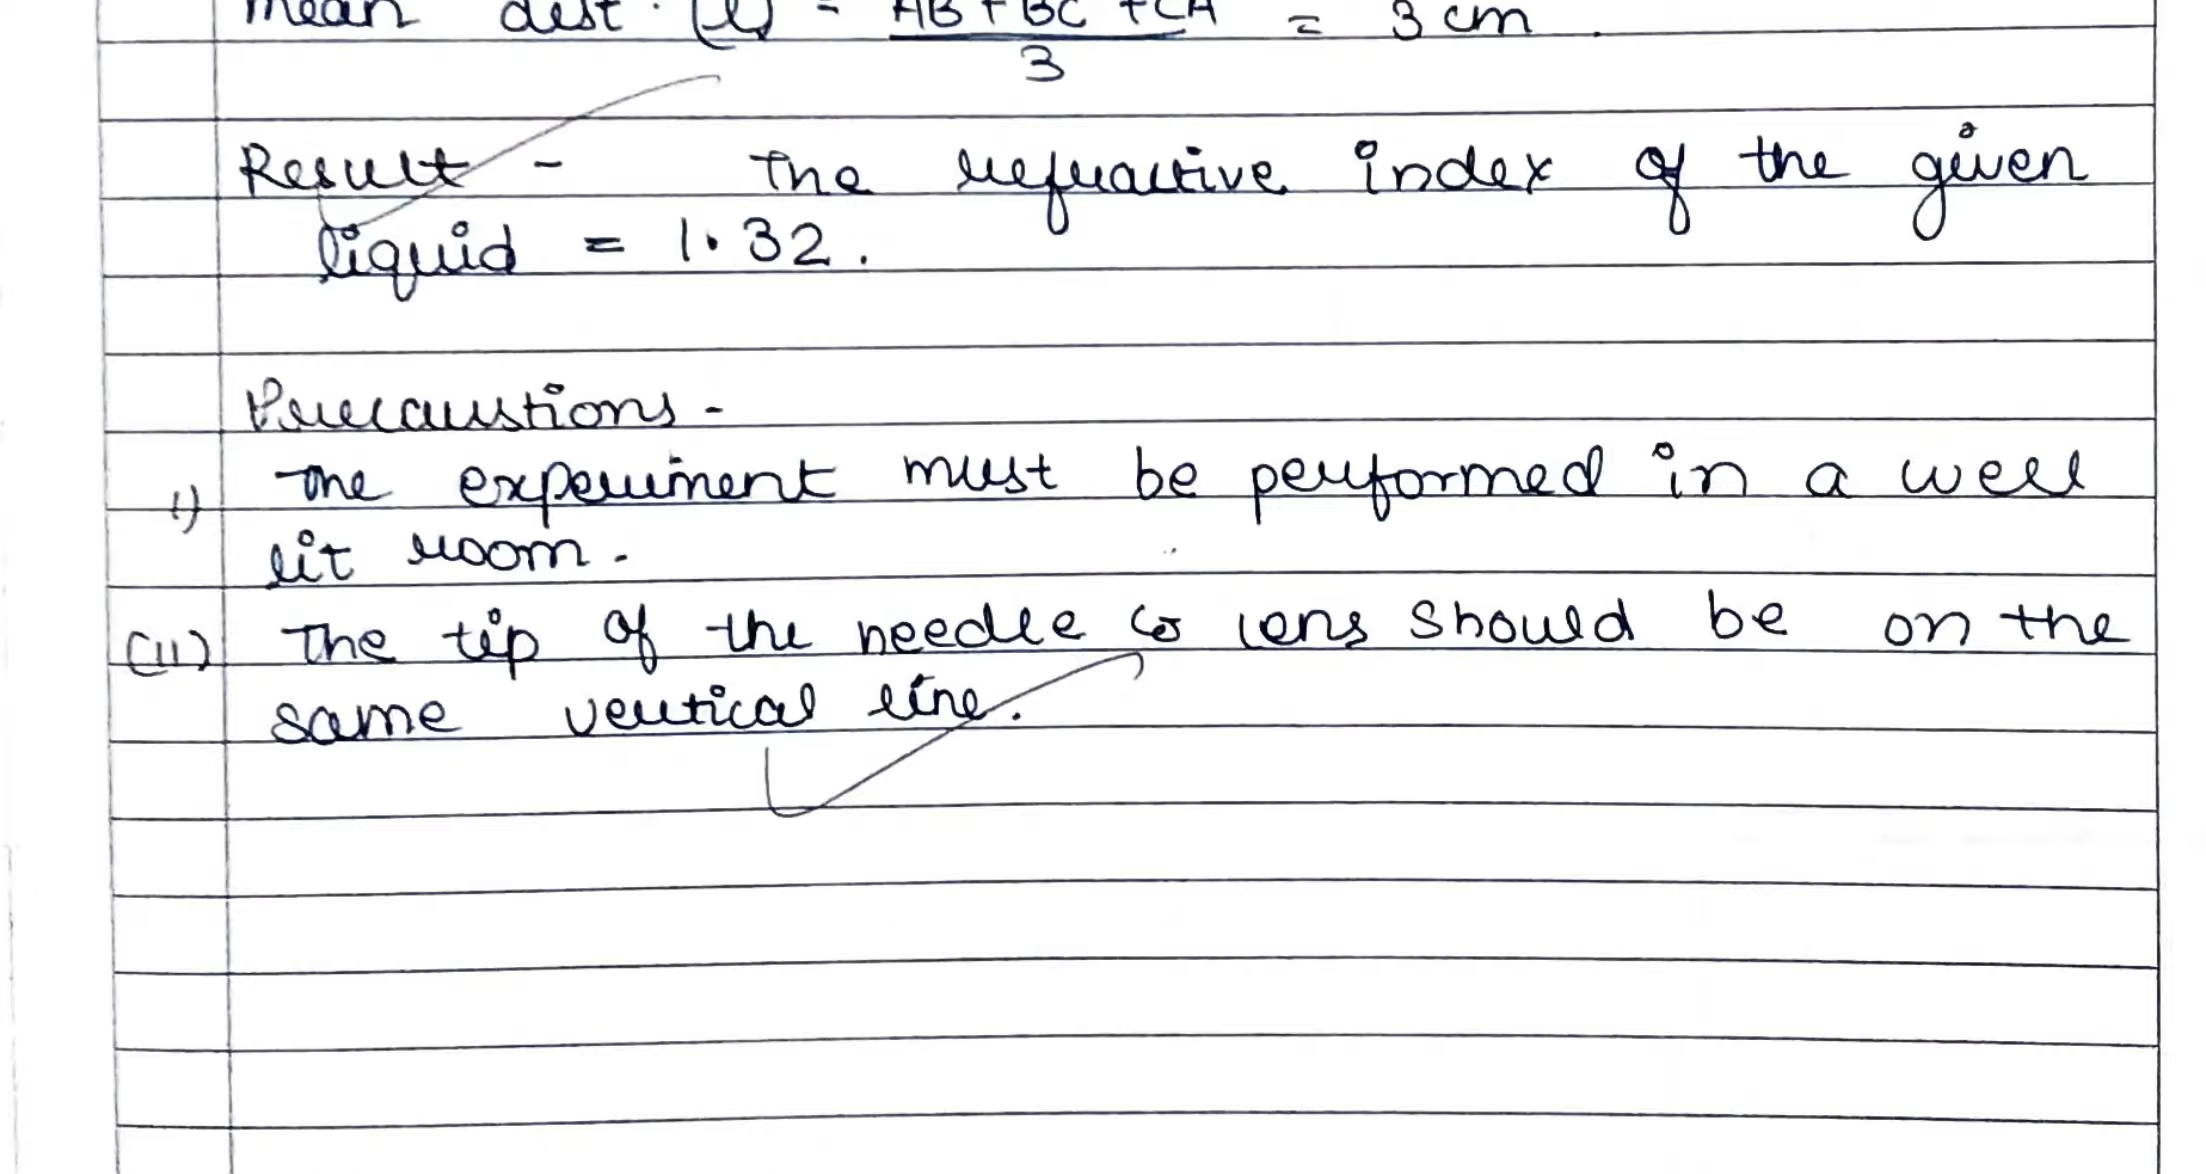 mean dist. (l) = AB + BC + CA / 3 = 3 cm.
Result - The refractive index of the given
liquid = 1.32.
Precaustions -
i) The experiment must be performed in a well
lit room.
(ii) The tip of the needle & lens should be on the
same vertical line.